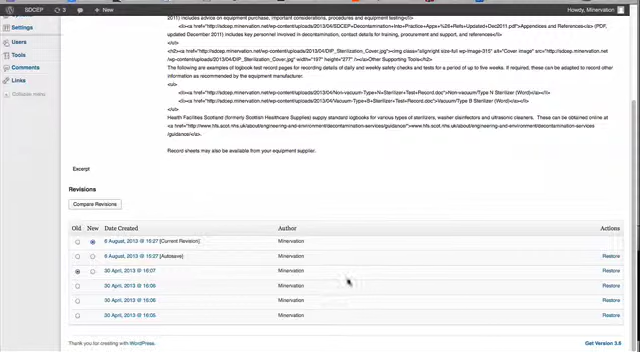 SDCEP 3 New Howdy, Minervation
Settings
Users
Tools
Comments
Links
Collapse menu
2011) includes advice on equipment purchase, important considerations, procedures and equipment testing</li>
<li><a href="http://sdcep.minervation.net/wp-content/uploads/2013/04/SDCEP+Decontamination+Into+Practice+Apps%26+Refs+Updated+Dec2011.pdf">Appendices and References</a> (PDF,
updated December 2011) includes key personnel involved in decontamination, contact details for training, procurement and support, and references</li>
</ul>
<h2><a href="http://sdcep.minervation.net/wp-content/uploads/2013/04/DIF_Sterilization_Cover.jpg"><img class="alignright size-full wp-image-315" alt="Cover image" src="http://sdcep.minervation.net
/wp-content/uploads/2013/04/DIF_Sterilization_Cover.jpg" width="197" height="277" /></a>Other Supporting Tools</h2>
The following are examples of logbook test record pages for recording details of daily and weekly safety checks and tests for a period of up to five weeks. If required, these can be adapted to record other
information as recommended by the equipment manufacturer:
<ul>
<li><a href="http://sdcep.minervation.net/wp-content/uploads/2013/04/Non-vacuum+Type+N+Sterilizer+Test+Record.doc">Non-vacuum/Type N Sterilizer (Word)</a></li>
<li><a href="http://sdcep.minervation.net/wp-content/uploads/2013/04/Vacuum+Type+B+Sterilizer+Test+Record.doc">Vacuum/Type B Sterilizer (Word)</a></li>
</ul>
Health Facilities Scotland (formerly Scottish Healthcare Supplies) supply standard logbooks for various types of sterilizers, washer disinfectors and ultrasonic cleaners. These can be obtained online at
<a href="http://www.hfs.scot.nhs.uk/about/engineering-and-environment/decontamination-services/guidance/">www.hfs.scot.nhs.uk/about/engineering-and-environment/decontamination-services
/guidance/</a>.
Record sheets may also be available from your equipment supplier.
Excerpt
Revisions
Compare Revisions
Old New Date Created Author Actions
6 August, 2013 @ 15:27 [Current Revision] Minervation
6 August, 2013 @ 15:27 [Autosave] Minervation Restore
30 April, 2013 @ 16:07 Minervation Restore
30 April, 2013 @ 16:06 Minervation Restore
30 April, 2013 @ 16:06 Minervation Restore
30 April, 2013 @ 16:05 Minervation Restore
Thank you for creating with WordPress. Get Version 3.6